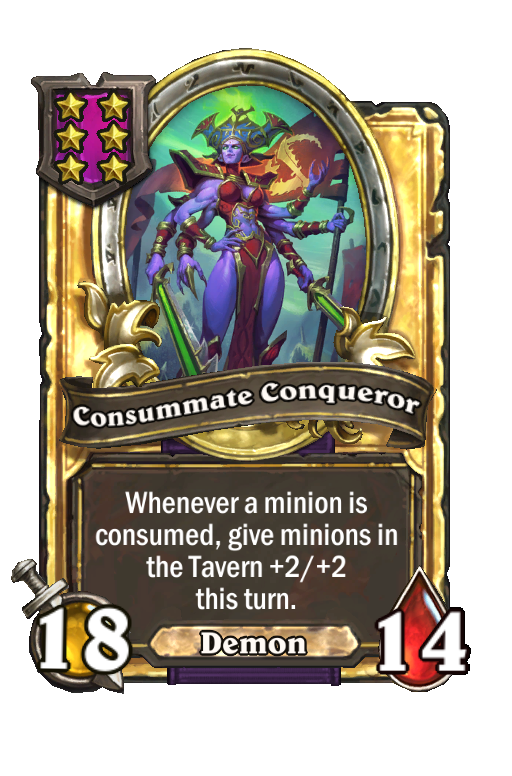 Consummate Conqueror
Whenever a minion is
consumed, give minions in
the Tavern +2/+2
this turn.
18
Demon
14